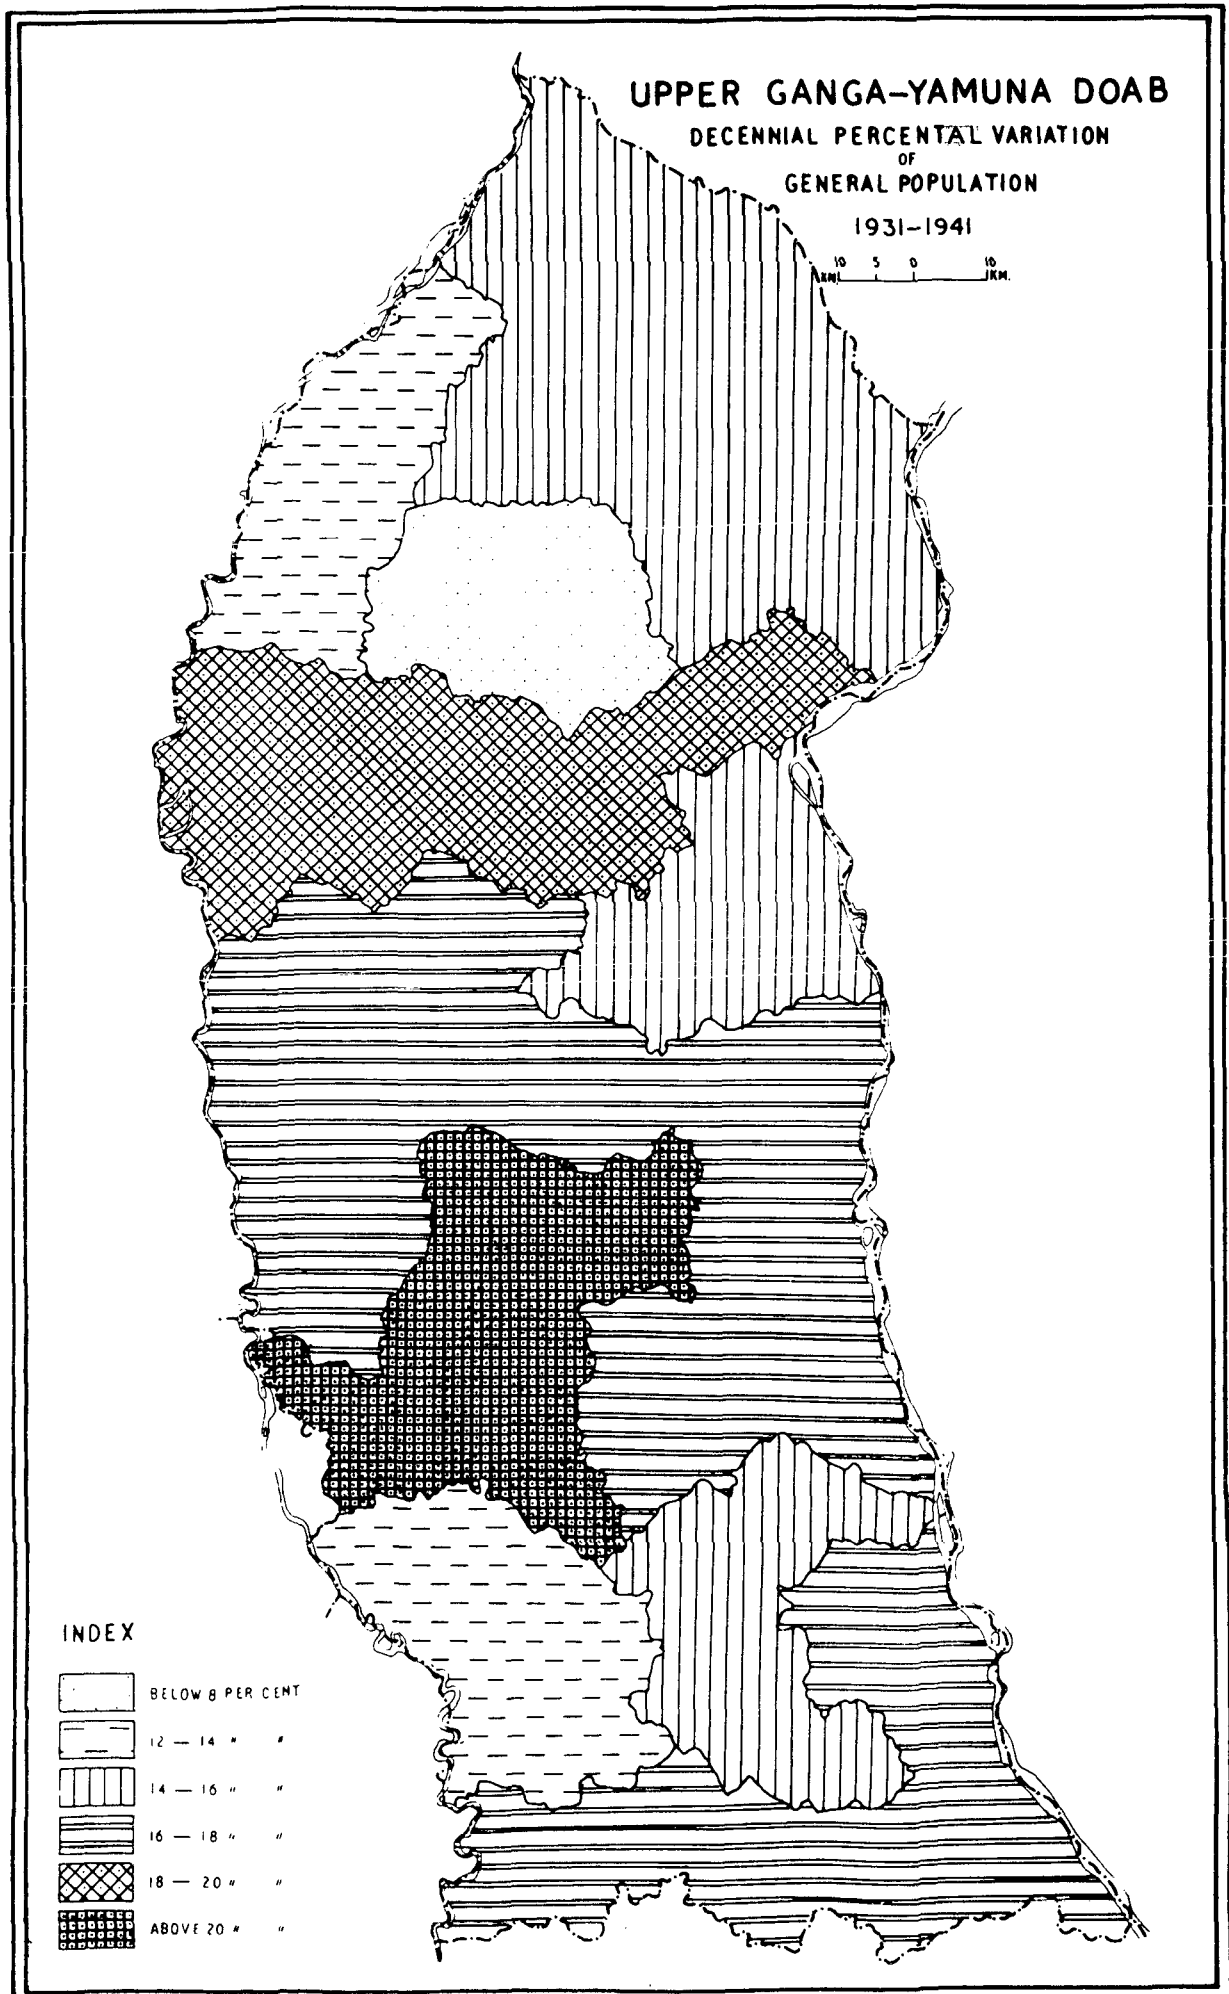 UPPER GANGA–YAMUNA DOAB
DECENNIAL PERCENTAL VARIATION
OF
GENERAL POPULATION
1931–1941
10 5 0 10
KM. KM.
INDEX
BELOW 8 PER CENT
12 — 14 " "
14 — 16 " "
16 — 18 " "
18 — 20 " "
ABOVE 20 " "